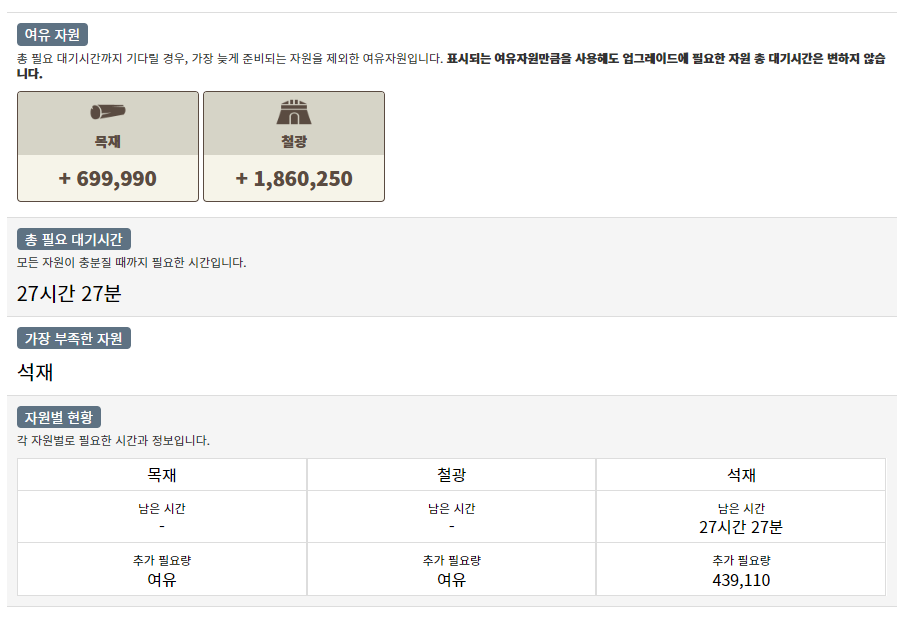 여유 자원
총 필요 대기시간까지 기다릴 경우, 가장 늦게 준비되는 자원을 제외한 여유자원입니다. 표시되는 여유자원만큼을 사용해도 업그레이드에 필요한 자원 총 대기시간은 변하지 않습
니다.
목재 철광
+ 699,990 + 1,860,250
총 필요 대기시간
모든 자원이 충분질 때까지 필요한 시간입니다.
27시간 27분
가장 부족한 자원
석재
자원별 현황
각 자원별로 필요한 시간과 정보입니다.
목재 철광 석재
남은 시간 남은 시간 남은 시간
- - 27시간 27분
추가 필요량 추가 필요량 추가 필요량
여유 여유 439,110